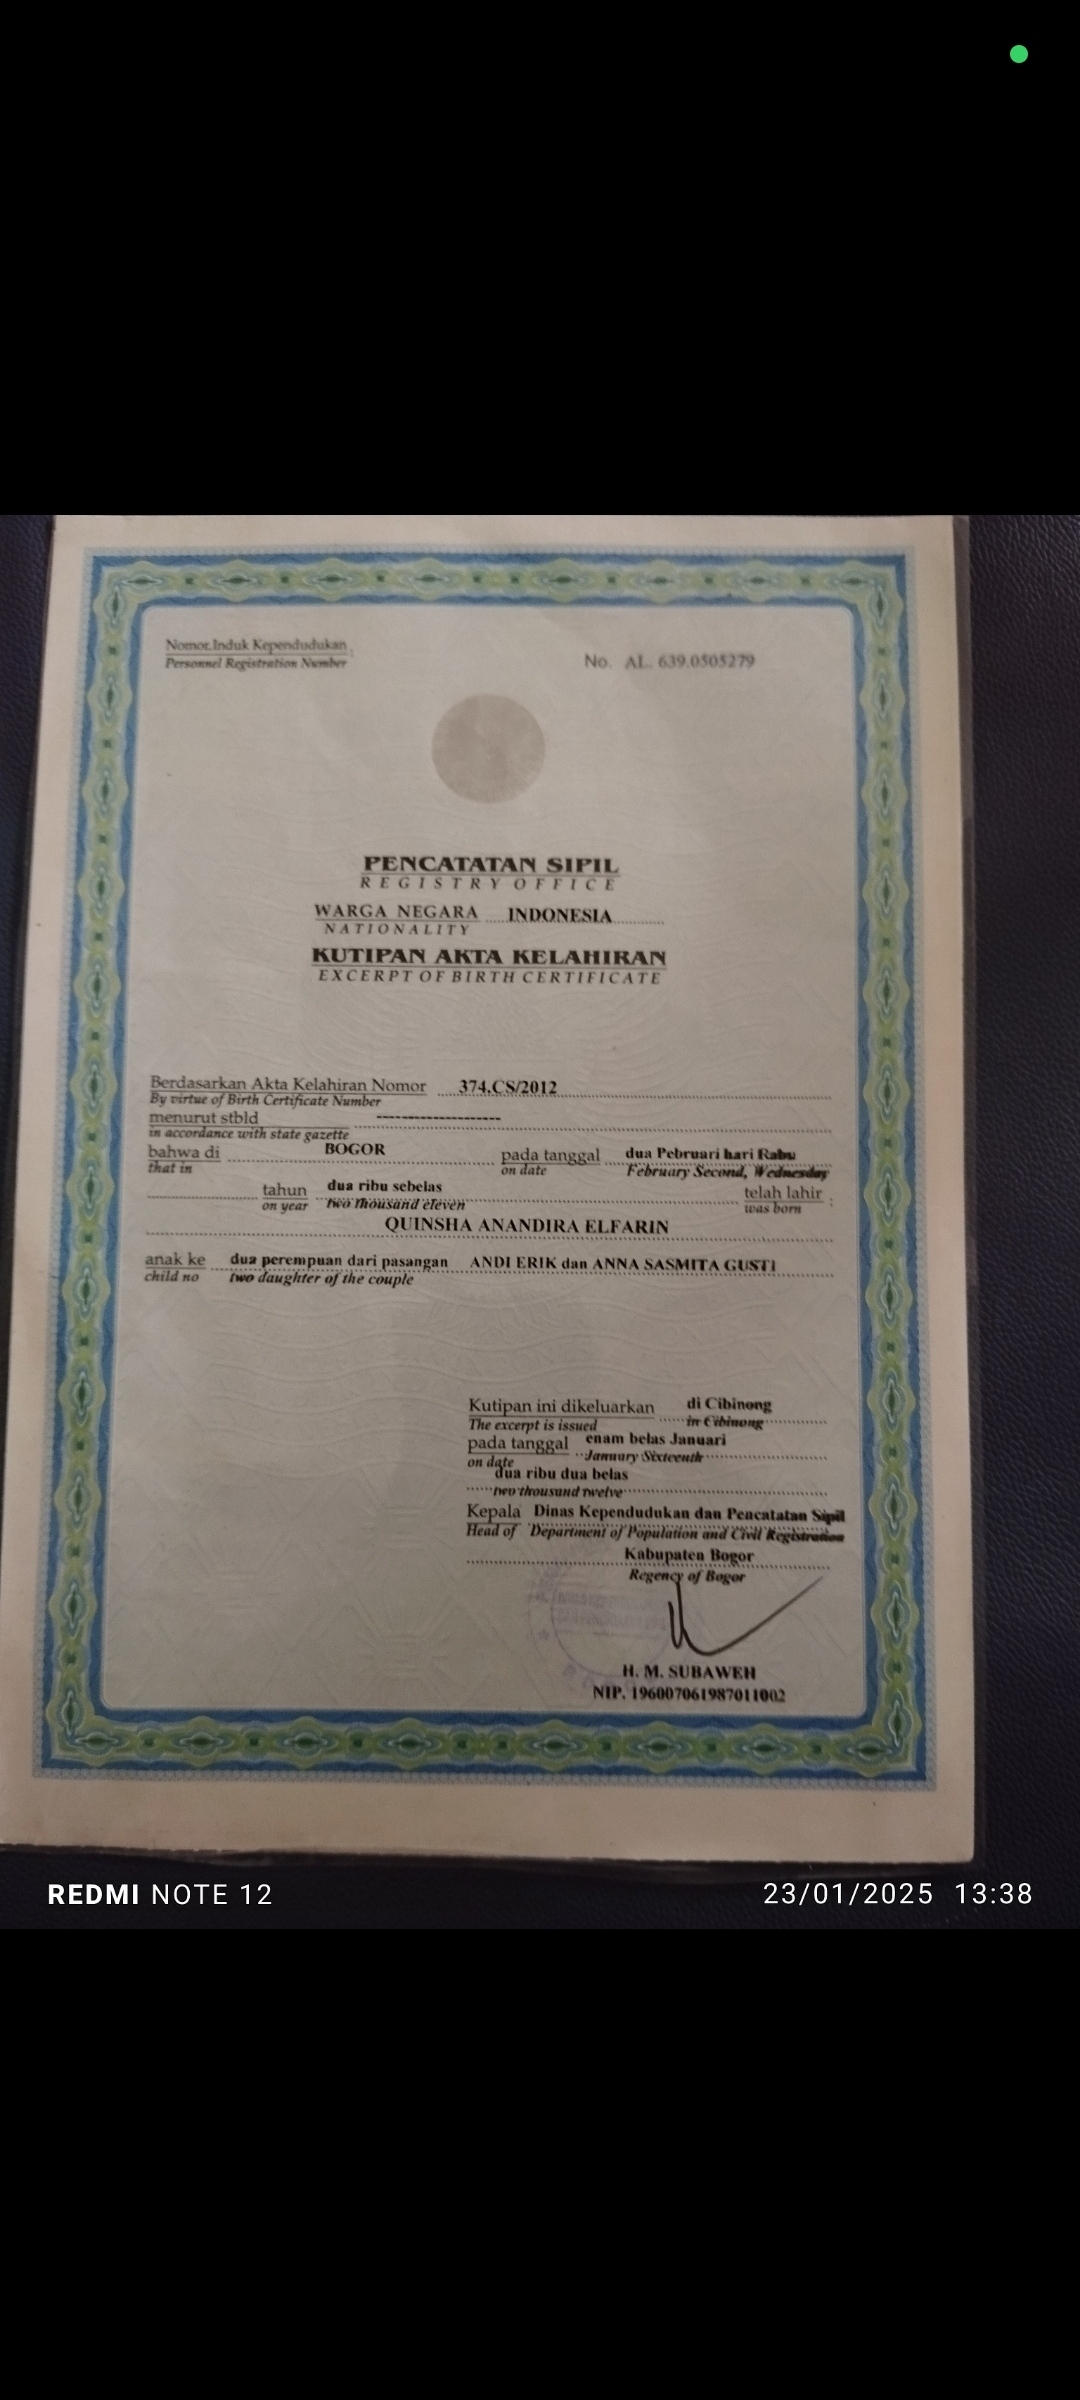 Nomor Induk Kependudukan :
Personnel Registration Number
No. AL. 639.0505279
PENCATATAN SIPIL
REGISTRY OFFICE
WARGA NEGARA INDONESIA
NATIONALITY
KUTIPAN AKTA KELAHIRAN
EXCERPT OF BIRTH CERTIFICATE
Berdasarkan Akta Kelahiran Nomor 374.CS/2012
By virtue of Birth Certificate Number
menurut stbld --------------------
in accordance with state gazette
bahwa di BOGOR pada tanggal dua Pebruari hari Rabu
that in on date February Second, Wednesday
tahun dua ribu sebelas telah lahir :
on year two thousand eleven was born
QUINSHA ANANDIRA ELFARIN
anak ke dua perempuan dari pasangan ANDI ERIK dan ANNA SASMITA GUSTI
child no two daughter of the couple
Kutipan ini dikeluarkan di Cibinong
The excerpt is issued in Cibinong
pada tanggal enam belas Januari
on date January Sixteenth
dua ribu dua belas
two thousand twelve
Kepala Dinas Kependudukan dan Pencatatan Sipil
Head of Department of Population and Civil Registration
Kabupaten Bogor
Regency of Bogor
H. M. SUBAWEH
NIP. 196007061987011002
REDMI NOTE 12
23/01/2025 13:38